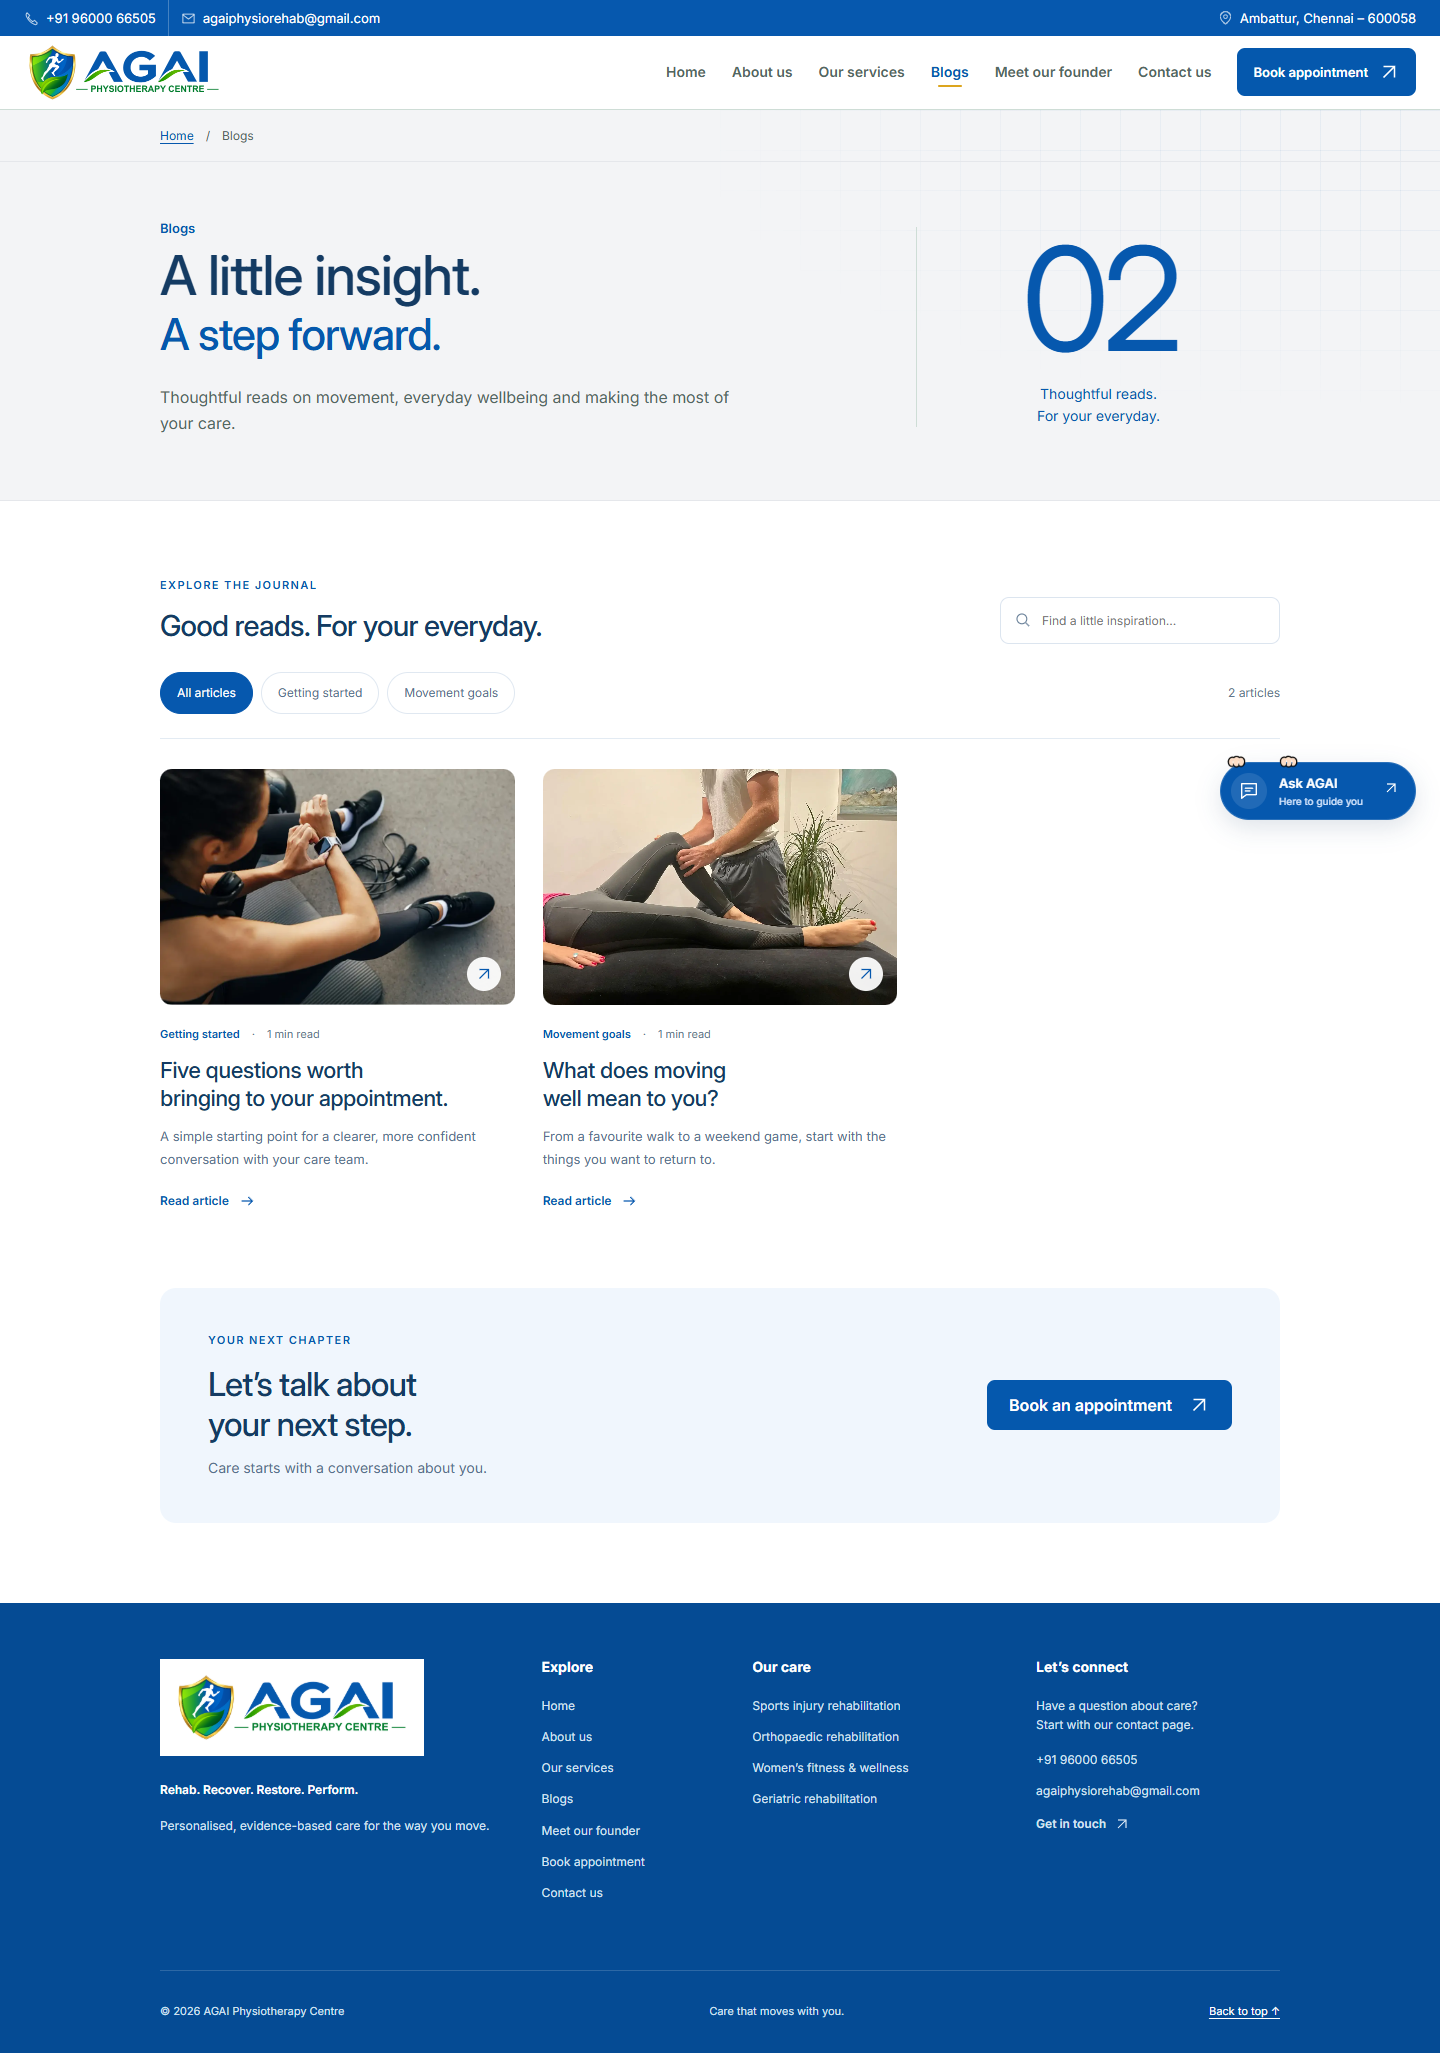 +91 96000 66505
agaiphysiorehab@gmail.com
Ambattur, Chennai – 600058
AGAI
PHYSIOTHERAPY CENTRE
Home
About us
Our services
Blogs
Meet our founder
Contact us
Book appointment
Home / Blogs
Blogs
A little insight.
A step forward.
Thoughtful reads on movement, everyday wellbeing and making the most of
your care.
02
Thoughtful reads.
For your everyday.
EXPLORE THE JOURNAL
Good reads. For your everyday.
Find a little inspiration...
All articles
Getting started
Movement goals
2 articles
Ask AGAI
Here to guide you
Getting started · 1 min read
Five questions worth
bringing to your appointment.
A simple starting point for a clearer, more confident
conversation with your care team.
Read article →
Movement goals · 1 min read
What does moving
well mean to you?
From a favourite walk to a weekend game, start with the
things you want to return to.
Read article →
YOUR NEXT CHAPTER
Let’s talk about
your next step.
Care starts with a conversation about you.
Book an appointment
AGAI
PHYSIOTHERAPY CENTRE
Rehab. Recover. Restore. Perform.
Personalised, evidence-based care for the way you move.
Explore
Home
About us
Our services
Blogs
Meet our founder
Book appointment
Contact us
Our care
Sports injury rehabilitation
Orthopaedic rehabilitation
Women’s fitness & wellness
Geriatric rehabilitation
Let’s connect
Have a question about care?
Start with our contact page.
+91 96000 66505
agaiphysiorehab@gmail.com
Get in touch
© 2026 AGAI Physiotherapy Centre
Care that moves with you.
Back to top ↑